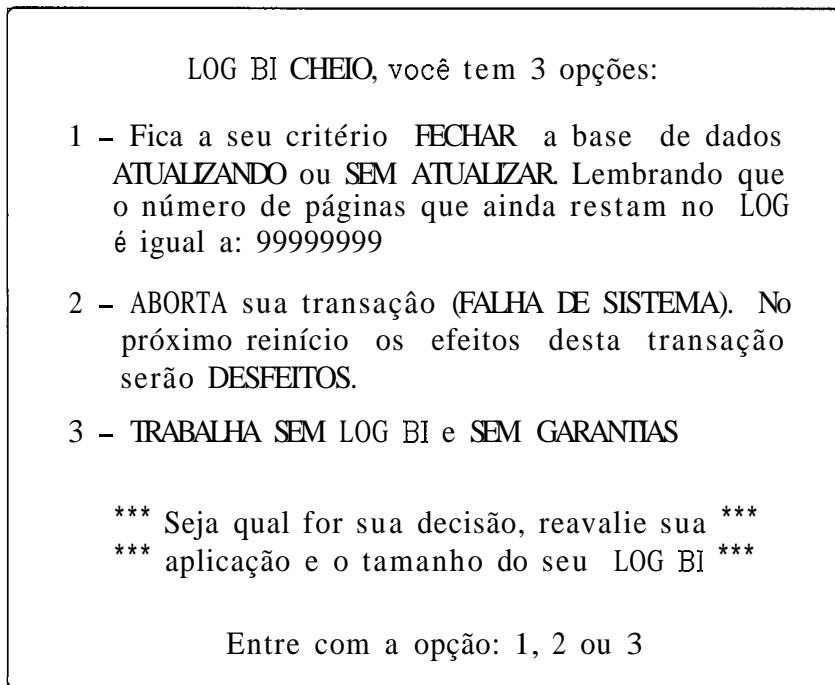 LOG BI CHEIO, você tem 3 opções:
1 – Fica a seu critério FECHAR a base de dados
ATUALIZANDO ou SEM ATUALIZAR. Lembrando que
o número de páginas que ainda restam no LOG
é igual a: 99999999
2 – ABORTA sua transaçâo (FALHA DE SISTEMA). No
próximo reinício os efeitos desta transação
serão DESFEITOS.
3 – TRABALHA SEM LOG BI e SEM GARANTIAS
*** Seja qual for sua decisão, reavalie sua ***
*** aplicação e o tamanho do seu LOG BI ***
Entre com a opção: 1, 2 ou 3